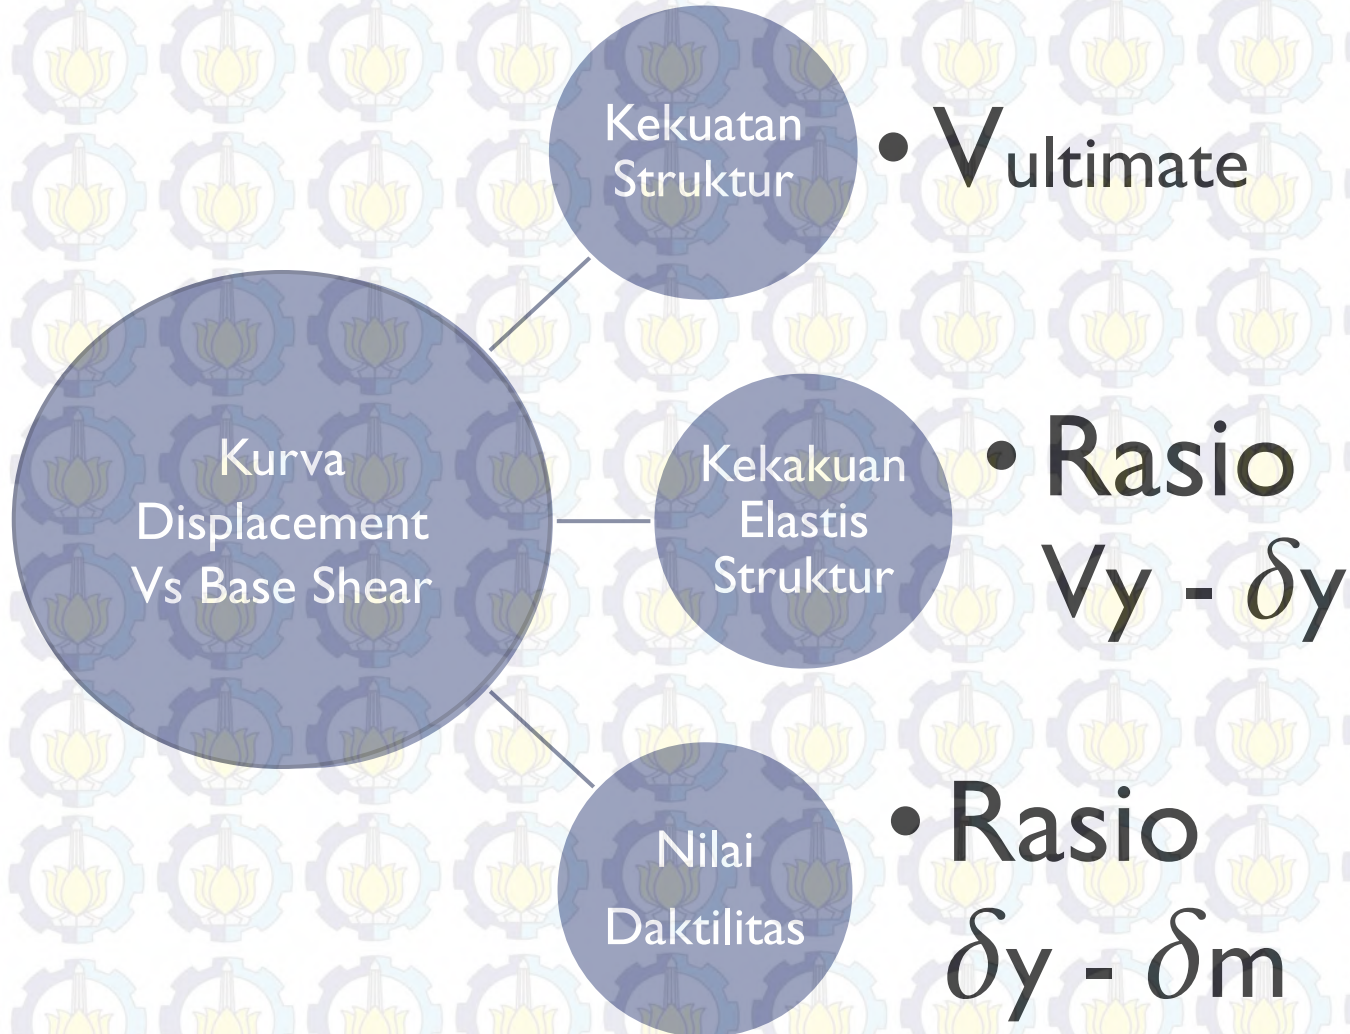 Kurva
Displacement
Vs Base Shear
Kekuatan
Struktur
• Vultimate
Kekakuan
Elastis
Struktur
• Rasio
Vy - δy
Nilai
Daktilitas
• Rasio
δy - δm